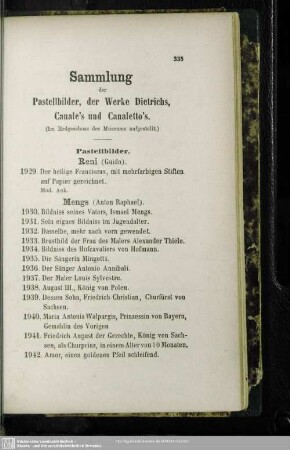 335
Sammlung
der
Pastellbilder, der Werke Dietrichs,
Canale's und Canaletto's.
(Im Erdgeschoss des Museums aufgestellt.)
Pastellbilder.
Reni (Guido).
1929. Der heilige Franciscus, mit mehrfarbigen Stiften
auf Papier gezeichnet.
Mod. Ank.
Mengs (Anton Raphael).
1930. Bildniss seines Vaters, Ismael Mengs.
1931. Sein eignes Bildniss im Jugendalter.
1932. Dasselbe, mehr nach vorn gewendet.
1933. Brustbild der Frau des Malers Alexander Thiele.
1934. Bildniss des Hofcavaliers von Hofmann.
1935. Die Sängerin Mingotti.
1936. Der Sänger Antonio Annibali.
1937. Der Maler Louis Sylvestre.
1938. August III., König von Polen.
1939. Dessen Sohn, Friedrich Christian, Churfürst von
Sachsen.
1940. Maria Antonia Walpurgis, Prinzessin von Bayern,
Gemahlin des Vorigen
1941. Friedrich August der Gerechte, König von Sach-
sen, als Churprinz, in einem Alter von 10 Monaten.
1942. Amor, einen goldenen Pfeil schleifend.